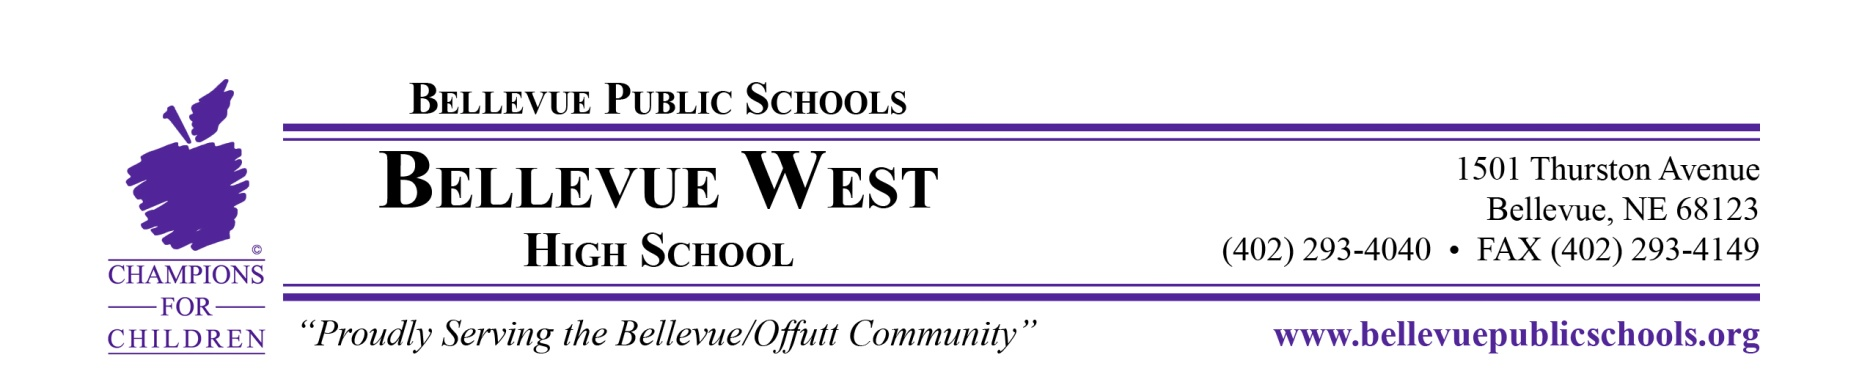 BELLEVUE PUBLIC SCHOOLS
BELLEVUE WEST
HIGH SCHOOL
1501 Thurston Avenue
Bellevue, NE 68123
(402) 293-4040 • FAX (402) 293-4149
©
CHAMPIONS
FOR
CHILDREN
“Proudly Serving the Bellevue/Offutt Community”
www.bellevuepublicschools.org